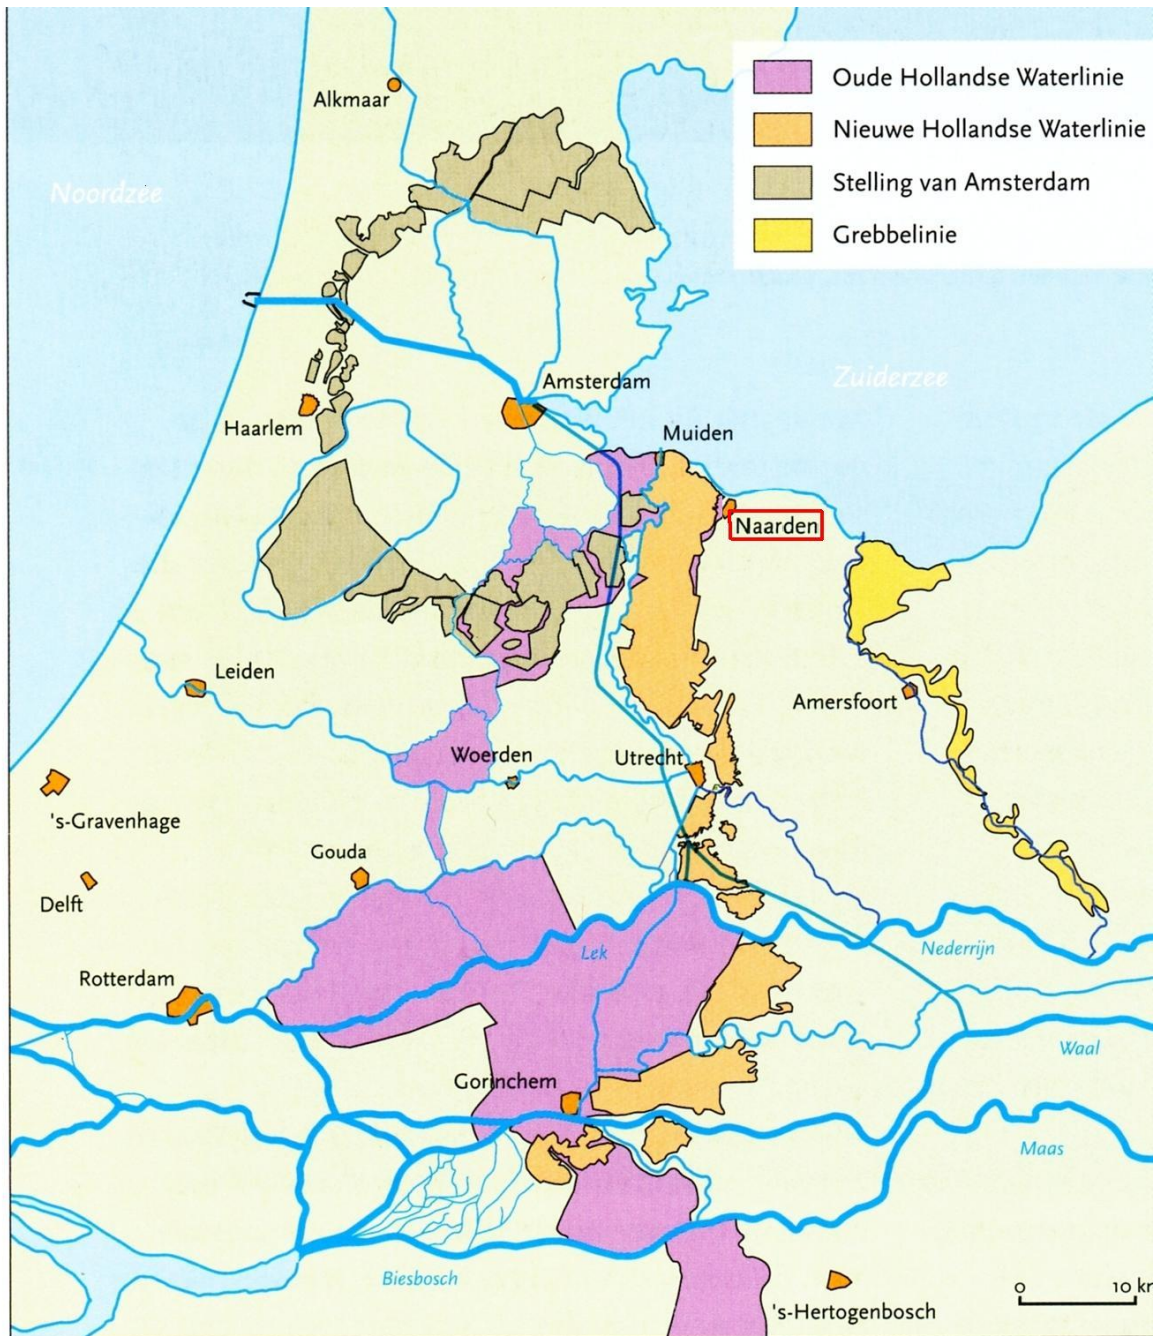 Oude Hollandse Waterlinie
Nieuwe Hollandse Waterlinie
Stelling van Amsterdam
Grebbelinie
Alkmaar
Noordzee
Zuiderzee
Amsterdam
Haarlem
Muiden
Naarden
Leiden
Amersfoort
Woerden
Utrecht
's-Gravenhage
Gouda
Delft
Lek
Nederrijn
Rotterdam
Waal
Gorinchem
Maas
Biesbosch
's-Hertogenbosch
0 10 km